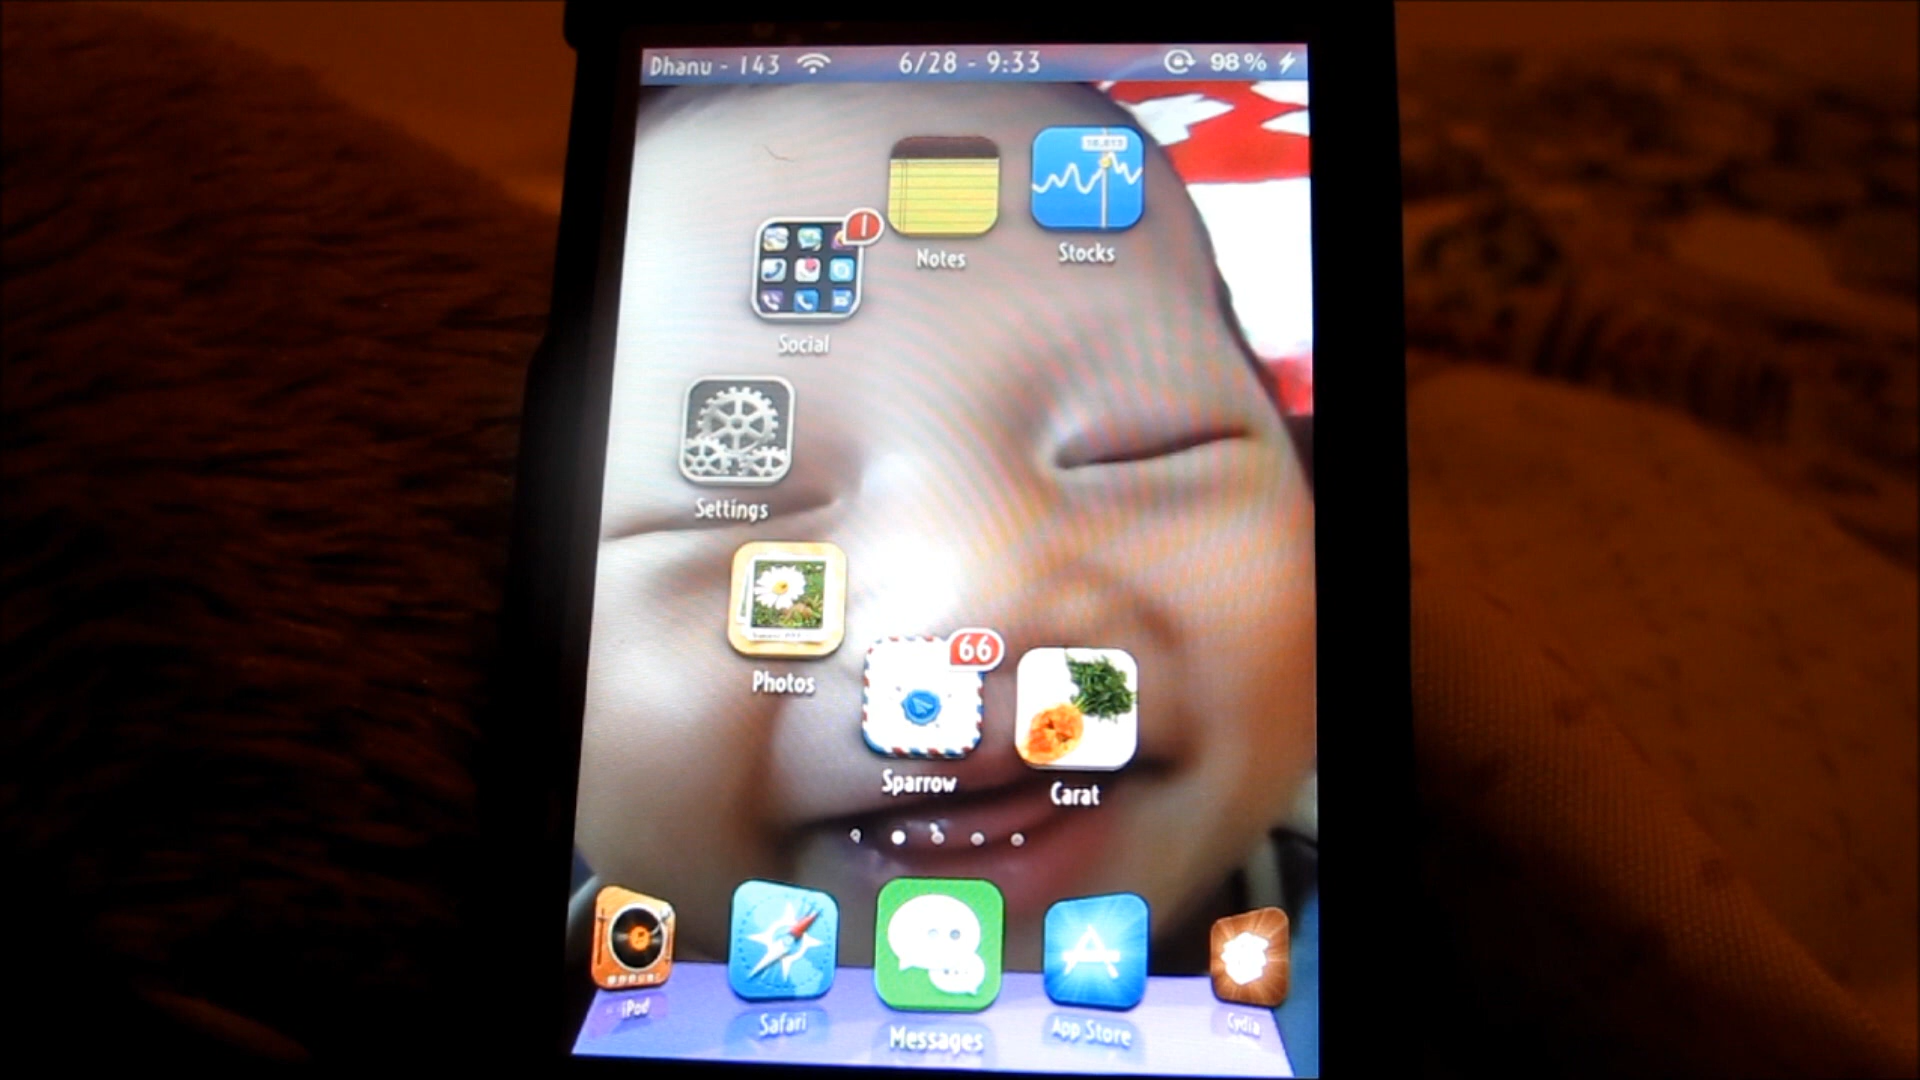 Dhanu - 143 6/28 - 9:33 98%
Notes
Stocks
1
Social
Settings
Photos
66
Sparrow
Carat
iPod
Safari
Messages
App Store
Cydia